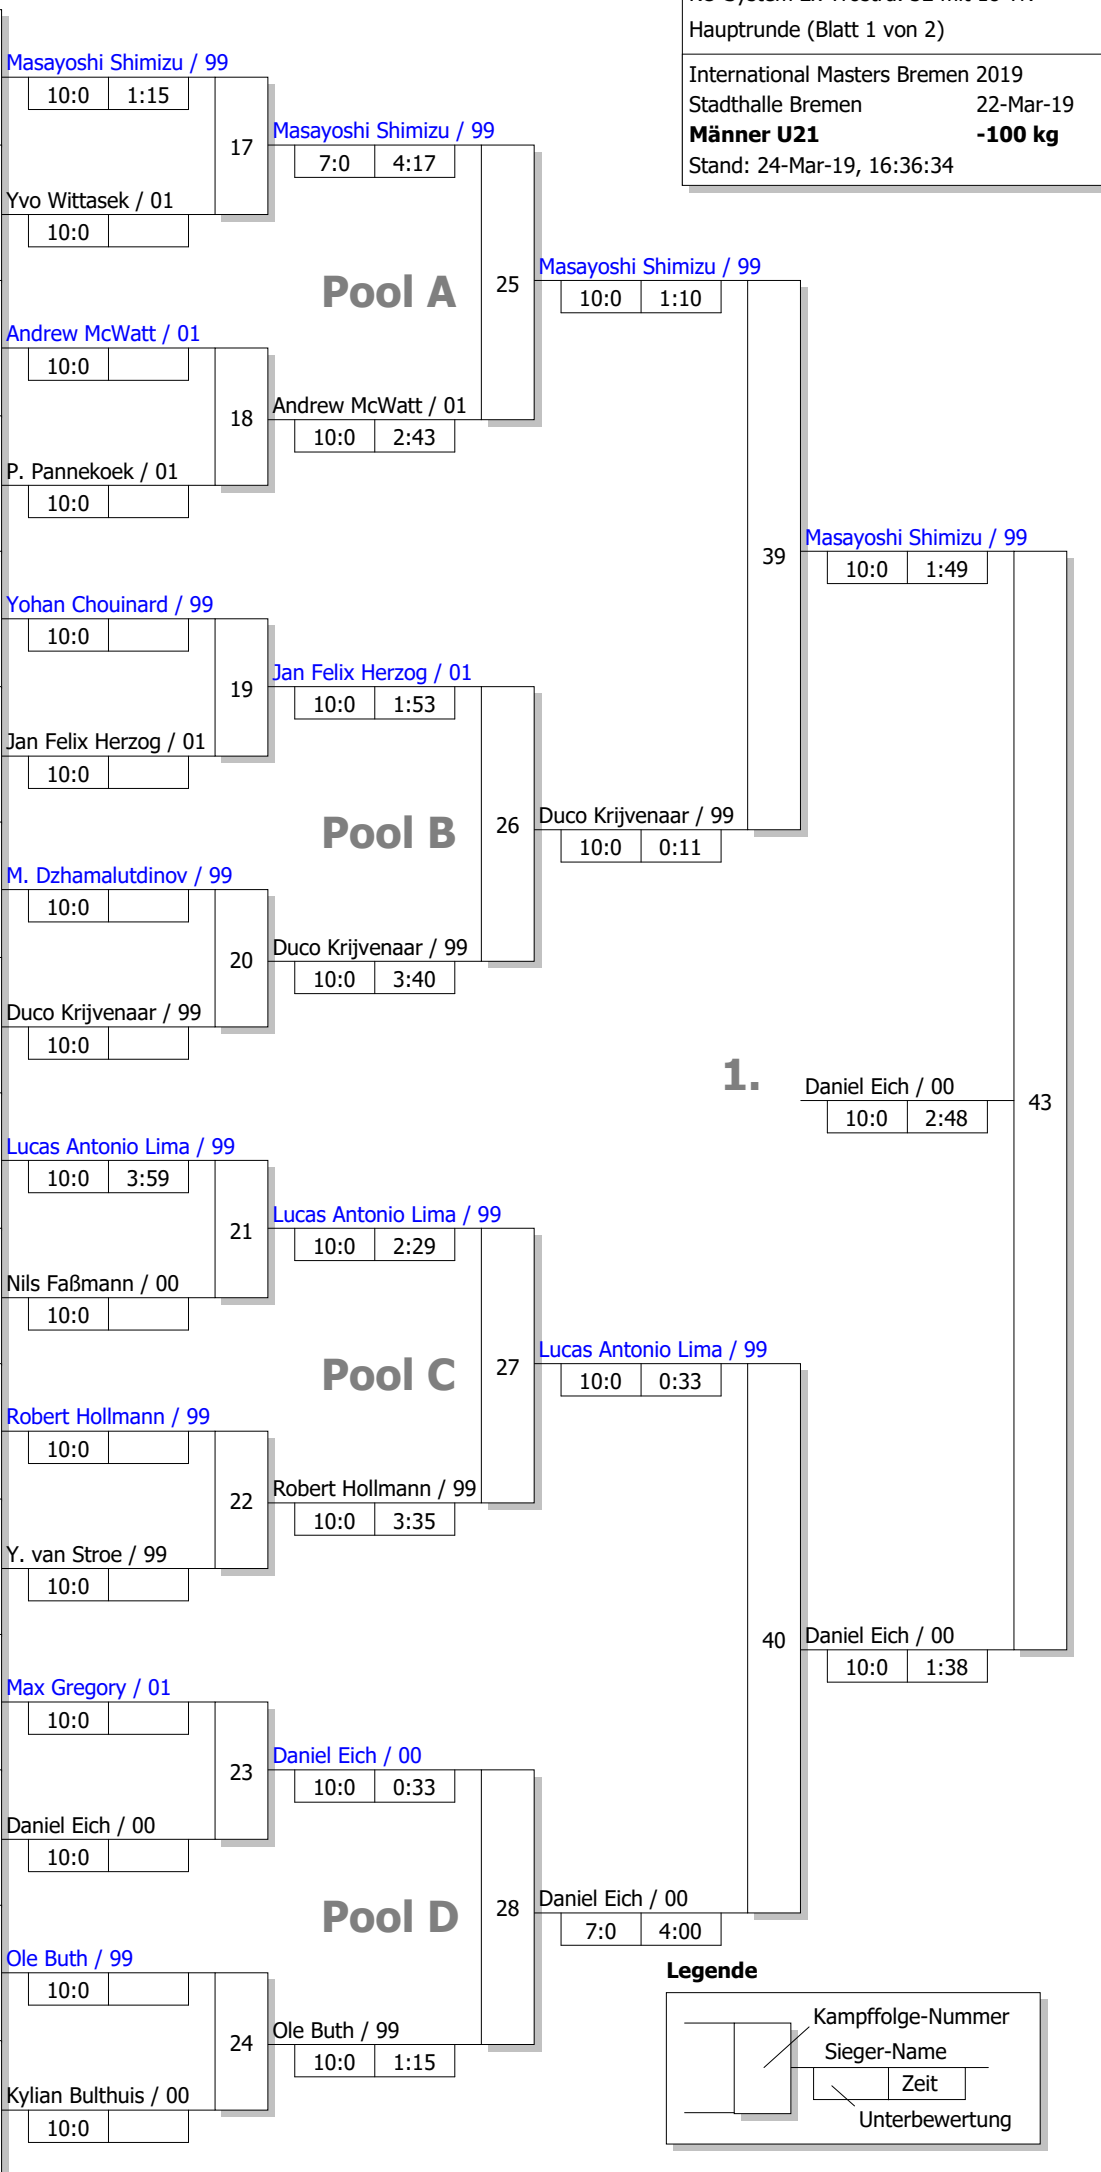 Hauptrunde (Blatt 1 von 2)
International Masters Bremen 2019
Stadthalle Bremen 22-Mar-19
Männer U21 -100 kg
Stand: 24-Mar-19, 16:36:34
Masayoshi Shimizu / 99
10:0 1:15
17
Masayoshi Shimizu / 99
7:0 4:17
Yvo Wittasek / 01
10:0
Pool A
25
Masayoshi Shimizu / 99
10:0 1:10
Andrew McWatt / 01
10:0
18
Andrew McWatt / 01
10:0 2:43
P. Pannekoek / 01
10:0
39
Masayoshi Shimizu / 99
10:0 1:49
Yohan Chouinard / 99
10:0
19
Jan Felix Herzog / 01
10:0 1:53
Jan Felix Herzog / 01
10:0
Pool B
26
Duco Krijvenaar / 99
10:0 0:11
M. Dzhamalutdinov / 99
10:0
20
Duco Krijvenaar / 99
10:0 3:40
Duco Krijvenaar / 99
10:0
1.
Daniel Eich / 00
10:0 2:48
43
Lucas Antonio Lima / 99
10:0 3:59
21
Lucas Antonio Lima / 99
10:0 2:29
Nils Faßmann / 00
10:0
Pool C
27
Lucas Antonio Lima / 99
10:0 0:33
Robert Hollmann / 99
10:0
22
Robert Hollmann / 99
10:0 3:35
Y. van Stroe / 99
10:0
40
Daniel Eich / 00
10:0 1:38
Max Gregory / 01
10:0
23
Daniel Eich / 00
10:0 0:33
Daniel Eich / 00
10:0
Pool D
28
Daniel Eich / 00
7:0 4:00
Ole Buth / 99
10:0
24
Ole Buth / 99
10:0 1:15
Kylian Bulthuis / 00
10:0
Legende
Kampffolge-Nummer
Sieger-Name
Zeit
Unterbewertung